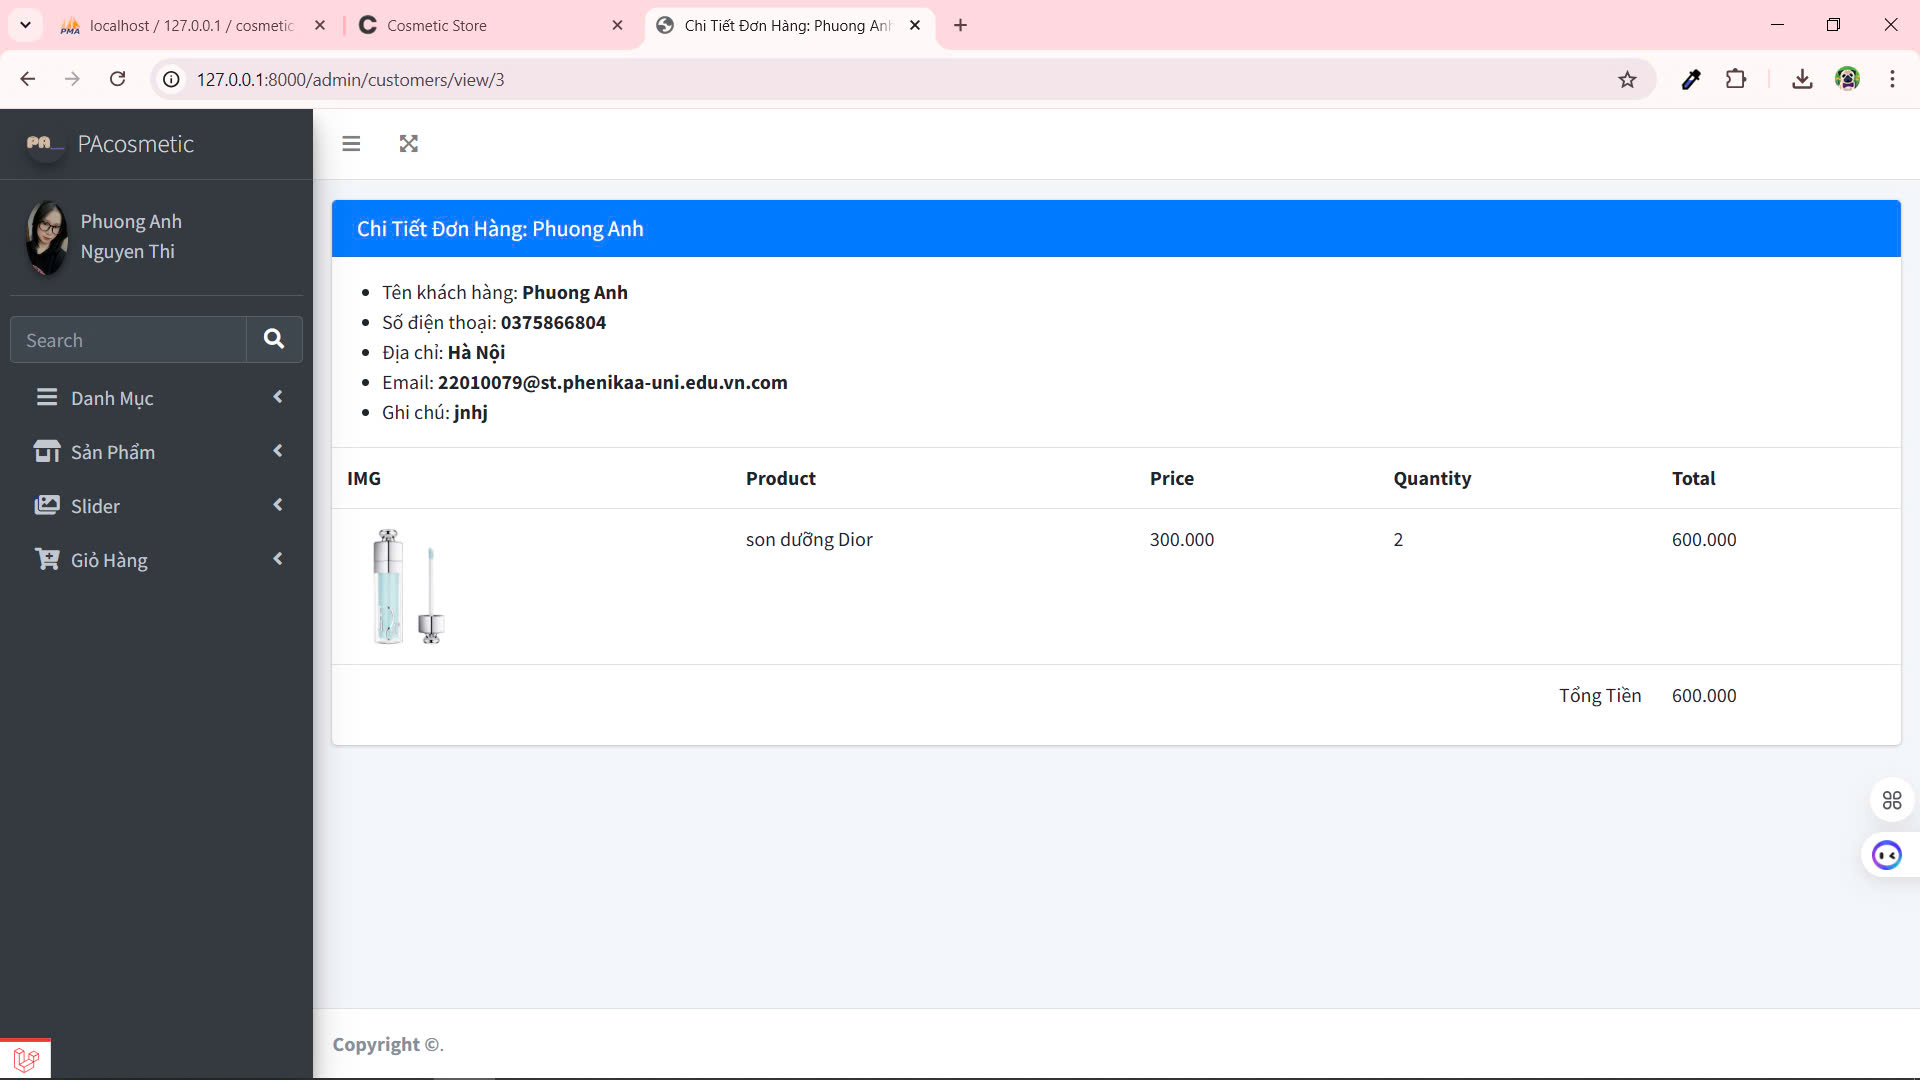 localhost / 127.0.0.1 / cosmetic
Cosmetic Store
Chi Tiết Đơn Hàng: Phuong Anh
127.0.0.1:8000/admin/customers/view/3
PA
PAcosmetic
Phuong Anh
Nguyen Thi
Search
Danh Mục
Sản Phẩm
Slider
Giỏ Hàng
Chi Tiết Đơn Hàng: Phuong Anh
Tên khách hàng: Phuong Anh
Số điện thoại: 0375866804
Địa chỉ: Hà Nội
Email: 22010079@st.phenikaa-uni.edu.vn.com
Ghi chú: jnhj
IMG Product Price Quantity Total
son dưỡng Dior 300.000 2 600.000
Tổng Tiền 600.000
Copyright ©.